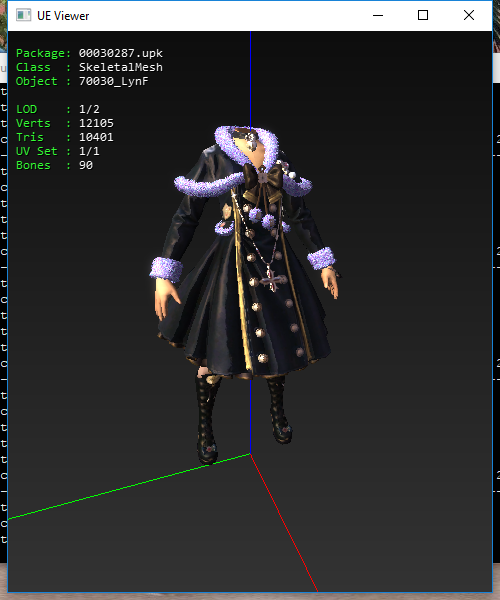 UE Viewer
Package: 00030287.upk
Class : SkeletalMesh
Object : 70030_LynF
LOD : 1/2
Verts : 12105
Tris : 10401
UV Set : 1/1
Bones : 90